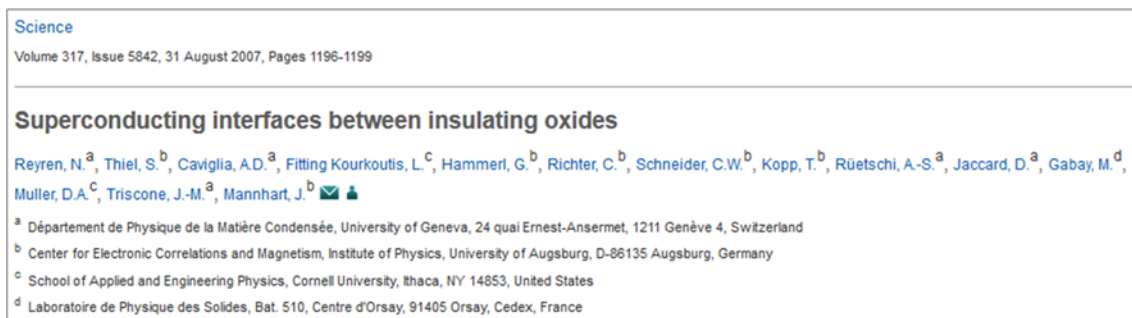 Science
Volume 317, Issue 5842, 31 August 2007, Pages 1196-1199
Superconducting interfaces between insulating oxides
Reyren, N.a, Thiel, S.b, Caviglia, A.D.a, Fitting Kourkoutis, L.c, Hammerl, G.b, Richter, C.b, Schneider, C.W.b, Kopp, T.b, Rüetschi, A.-S.a, Jaccard, D.a, Gabay, M.d,
Muller, D.A.c, Triscone, J.-M.a, Mannhart, J.b
a Département de Physique de la Matière Condensée, University of Geneva, 24 quai Ernest-Ansermet, 1211 Genève 4, Switzerland
b Center for Electronic Correlations and Magnetism, Institute of Physics, University of Augsburg, D-86135 Augsburg, Germany
c School of Applied and Engineering Physics, Cornell University, Ithaca, NY 14853, United States
d Laboratoire de Physique des Solides, Bat. 510, Centre d'Orsay, 91405 Orsay, Cedex, France